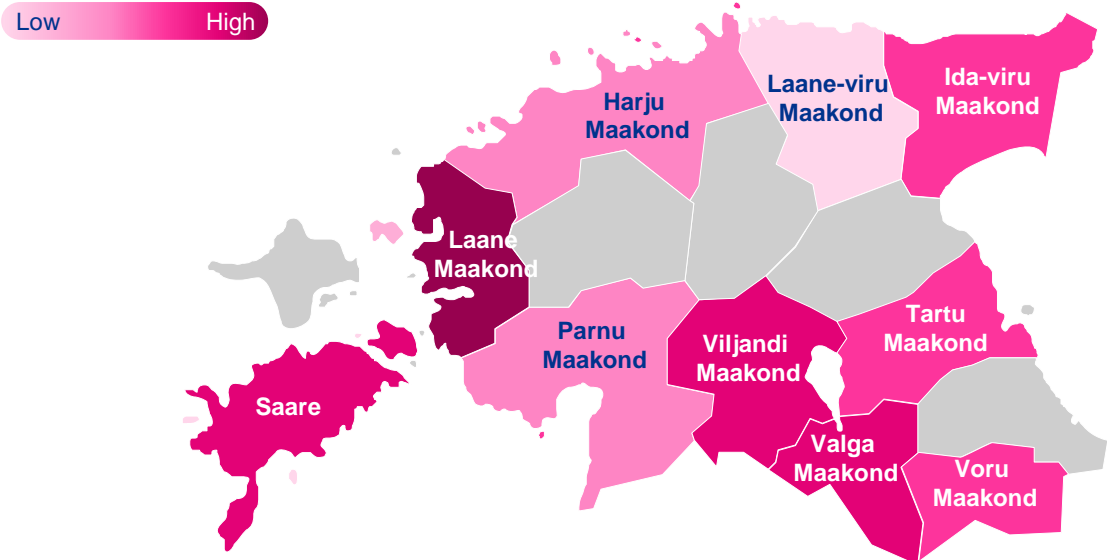 Low
High
Laane-viru
Maakond
Ida-viru
Maakond
Harju
Maakond
Laane
Maakond
Parnu
Maakond
Viljandi
Maakond
Tartu
Maakond
Saare
Valga
Maakond
Voru
Maakond